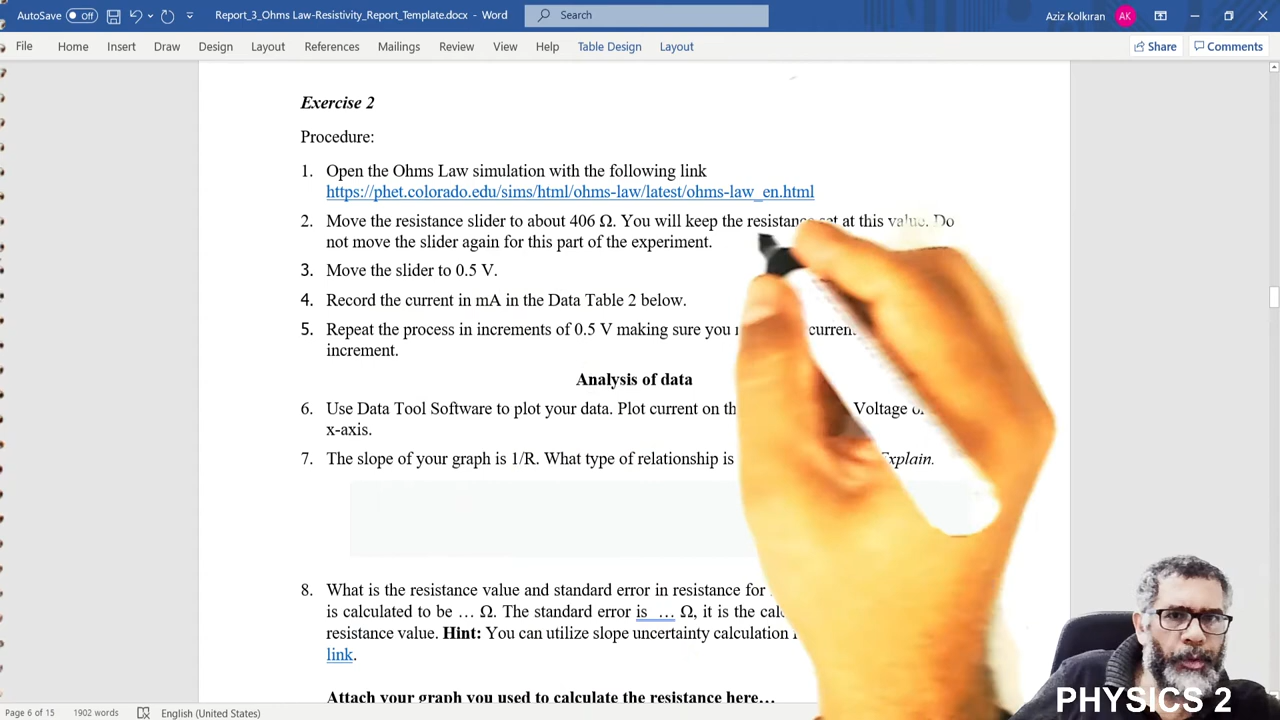 AutoSave Off Report_3_Ohms Law-Resistivity_Report_Template.docx - Word Search Aziz Kolkıran AK
File Home Insert Draw Design Layout References Mailings Review View Help Table Design Layout Share Comments
Exercise 2
Procedure:
1. Open the Ohms Law simulation with the following link
https://phet.colorado.edu/sims/html/ohms-law/latest/ohms-law_en.html
2. Move the resistance slider to about 406 Ω. You will keep the resistance set at this value. Do
not move the slider again for this part of the experiment.
3. Move the slider to 0.5 V.
4. Record the current in mA in the Data Table 2 below.
5. Repeat the process in increments of 0.5 V making sure you current
increment.
Analysis of data
6. Use Data Tool Software to plot your data. Plot current on Voltage
x-axis.
7. The slope of your graph is 1/R. What type of relationship is Explain.
8. What is the resistance value and standard error in resistance for
is calculated to be … Ω. The standard error is … Ω, it is the
resistance value. Hint: You can utilize slope uncertainty calculation
link.
Attach your graph you used to calculate the resistance here…
Page 6 of 15 1902 words English (United States)
PHYSICS 2